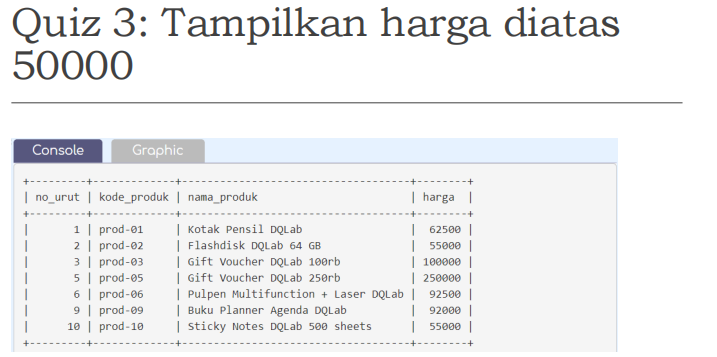 Quiz 3: Tampilkan harga diatas
50000
Console Graphic
+---------+-------------+------------------------------------+--------+
| no_urut | kode_produk | nama_produk                        | harga  |
+---------+-------------+------------------------------------+--------+
|       1 | prod-01     | Kotak Pensil DQLab                 |  62500 |
|       2 | prod-02     | Flashdisk DQLab 64 GB              |  55000 |
|       3 | prod-03     | Gift Voucher DQLab 100rb           | 100000 |
|       5 | prod-05     | Gift Voucher DQLab 250rb           | 250000 |
|       6 | prod-06     | Pulpen Multifunction + Laser DQLab |  92500 |
|       9 | prod-09     | Buku Planner Agenda DQLab          |  92000 |
|      10 | prod-10     | Sticky Notes DQLab 500 sheets      |  55000 |
+---------+-------------+------------------------------------+--------+